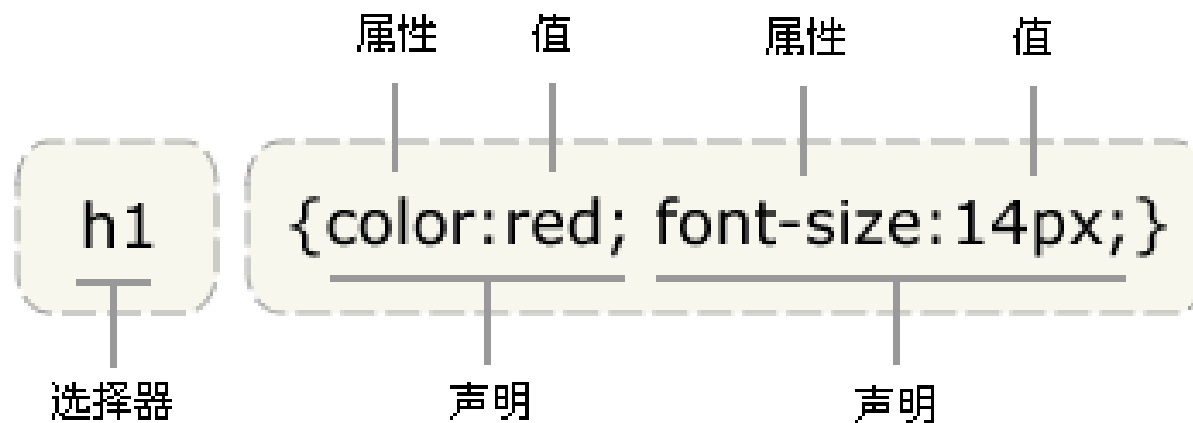 属性 值 属性 值
h1 {color:red; font-size:14px;}
选择器 声明 声明